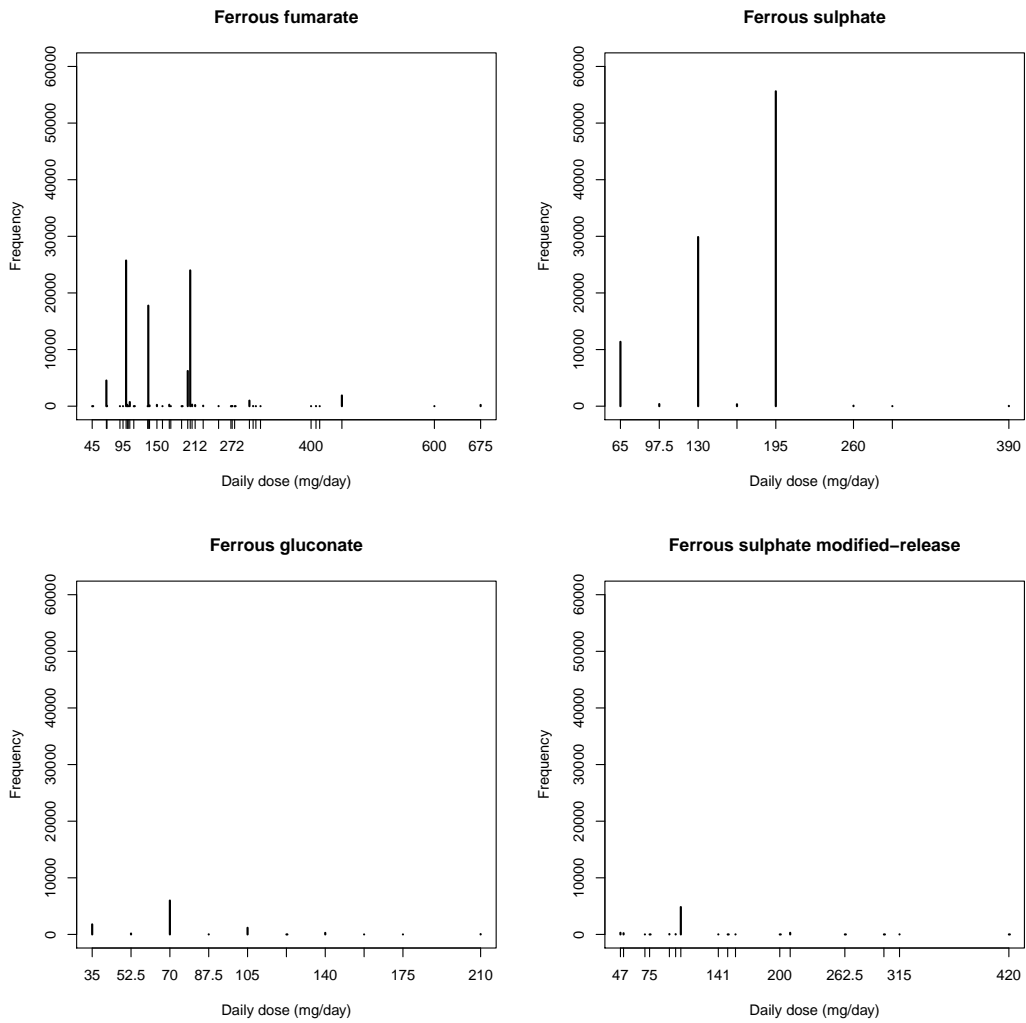 Ferrous fumarate
Frequency
60000
50000
40000
30000
20000
10000
0
45 95 150 212 272 400 600 675
Daily dose (mg/day)
Ferrous sulphate
Frequency
60000
50000
40000
30000
20000
10000
0
65 97.5 130 195 260 390
Daily dose (mg/day)
Ferrous gluconate
Frequency
60000
50000
40000
30000
20000
10000
0
35 52.5 70 87.5 105 140 175 210
Daily dose (mg/day)
Ferrous sulphate modified−release
Frequency
60000
50000
40000
30000
20000
10000
0
47 75 141 200 262.5 315 420
Daily dose (mg/day)